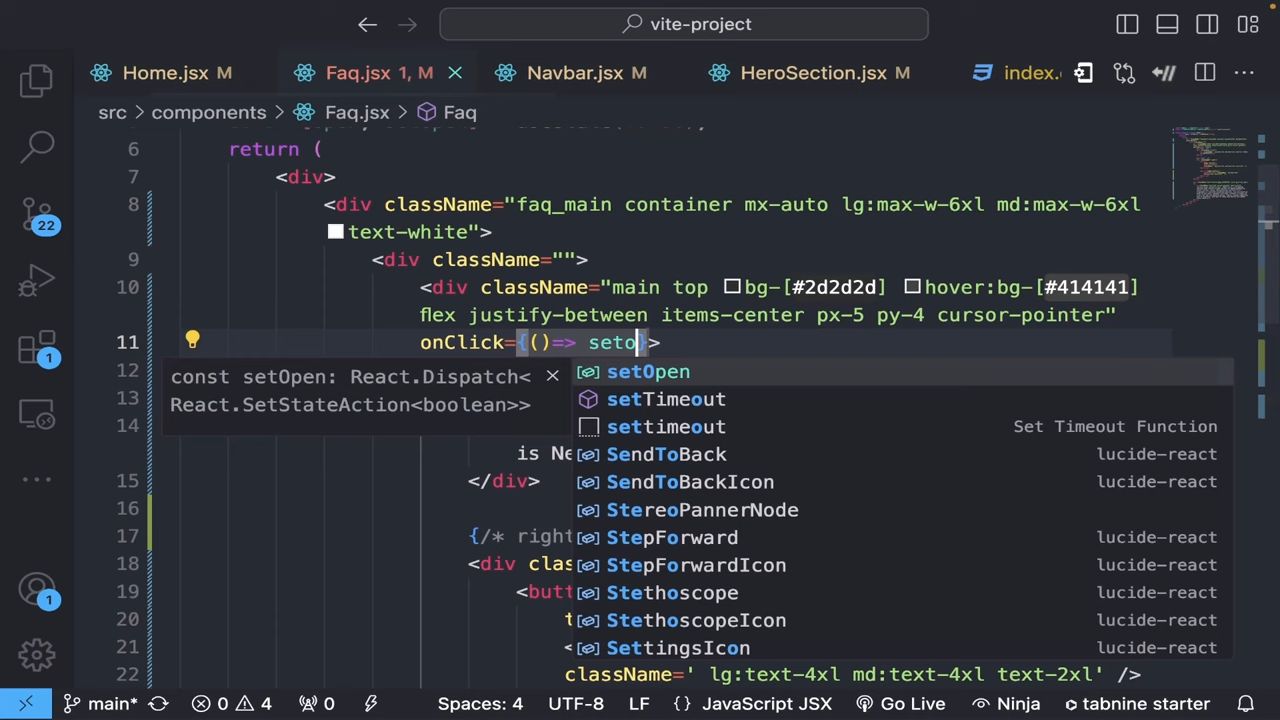 vite-project
Home.jsx M
Faq.jsx 1, M
Navbar.jsx M
HeroSection.jsx M
index.
src > components > Faq.jsx > Faq
6 return (
7 <div>
8 <div className="faq_main container mx-auto lg:max-w-6xl md:max-w-6xl
text-white">
9 <div className="">
10 <div className="main top bg-[#2d2d2d] hover:bg-[#414141]
flex justify-between items-center px-5 py-4 cursor-pointer"
11 onClick={()=> seto}>
12
const setOpen: React.Dispatch<
React.SetStateAction<boolean>>
setOpen
setTimeout
settimeout Set Timeout Function
SendToBack lucide-react
SendToBackIcon lucide-react
StereoPannerNode
StepForward lucide-react
StepForwardIcon lucide-react
Stethoscope lucide-react
StethoscopeIcon lucide-react
SettingsIcon lucide-react
13
14
is Ne
15 </div>
16
17 {/* right
18 <div clas
19 <butt
20 t
21 <
22 className=' lg:text-4xl md:text-4xl text-2xl' />
22
1
1
main* 0 4 0 Spaces: 4 UTF-8 LF {} JavaScript JSX Go Live Ninja tabnine starter